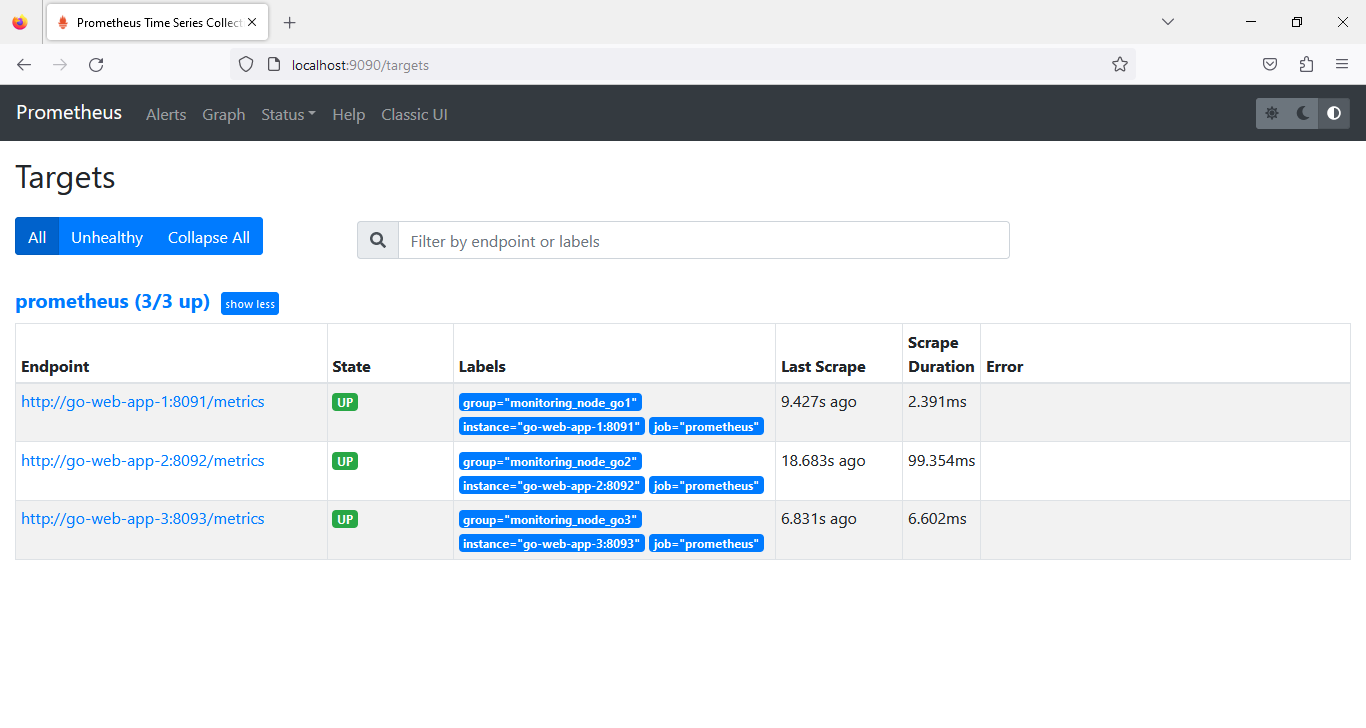 Prometheus Time Series Collect
localhost:9090/targets
Prometheus Alerts Graph Status Help Classic UI
Targets
All Unhealthy Collapse All
Filter by endpoint or labels
prometheus (3/3 up) show less
Scrape
Endpoint State Labels Last Scrape Duration Error
http://go-web-app-1:8091/metrics UP group="monitoring_node_go1" 9.427s ago 2.391ms
instance="go-web-app-1:8091" job="prometheus"
http://go-web-app-2:8092/metrics UP group="monitoring_node_go2" 18.683s ago 99.354ms
instance="go-web-app-2:8092" job="prometheus"
http://go-web-app-3:8093/metrics UP group="monitoring_node_go3" 6.831s ago 6.602ms
instance="go-web-app-3:8093" job="prometheus"